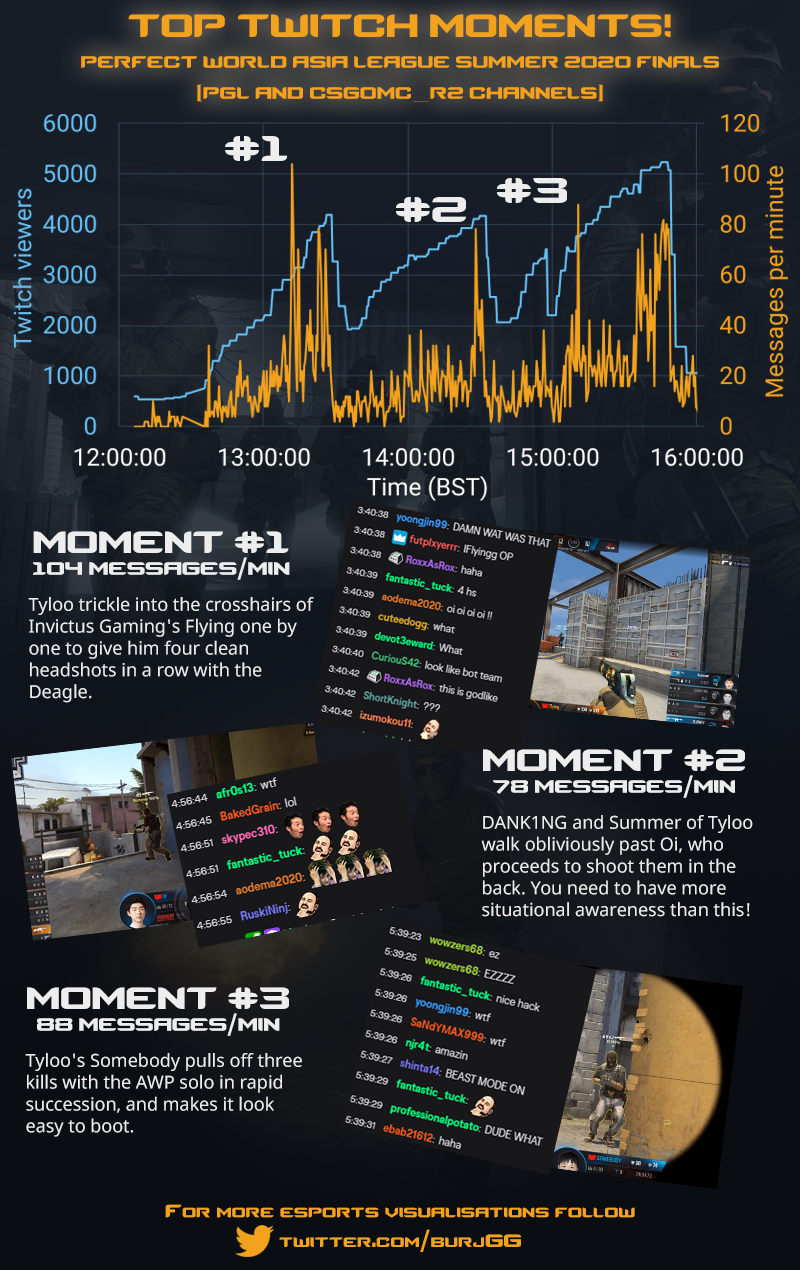 TOP TWITCH MOMENTS!
PERFECT WORLD ASIA LEAGUE SUMMER 2020 FINALS
|PGL AND CSGOMC_R2 CHANNELS|
6000
5000
4000
3000
2000
1000
0
Twitch viewers
#1
#2
#3
120
100
80
60
40
20
0
Messages per minute
12:00:00 13:00:00 14:00:00 15:00:00 16:00:00
Time (BST)
MOMENT #1
104 MESSAGES/MIN
Tyloo trickle into the crosshairs of
Invictus Gaming's Flying one by
one to give him four clean
headshots in a row with the
Deagle.
3:40:38 yoongjin99: DAMN WAT WAS THAT
3:40:38 futplxyerrr: IFlyingg OP
3:40:38 RoxxAsRox: haha
3:40:39 fantastic_tuck: 4 hs
3:40:39 aodema2020: oi oi oi oi !!
3:40:39 cuteedogg: what
3:40:39 devot3eward: What
3:40:40 CuriouS42: look like bot team
3:40:42 RoxxAsRox: this is godlike
3:40:42 ShortKnight: ???
3:40:42 izumokou11:
4:56:44 afr0s13: wtf
4:56:45 BakedGrain: lol
4:56:51 skypec310:
4:56:51 fantastic_tuck:
4:56:54 aodema2020:
4:56:55 RuskiNinj:
MOMENT #2
78 MESSAGES/MIN
DANK1NG and Summer of Tyloo
walk obliviously past Oi, who
proceeds to shoot them in the
back. You need to have more
situational awareness than this!
MOMENT #3
88 MESSAGES/MIN
Tyloo's Somebody pulls off three
kills with the AWP solo in rapid
succession, and makes it look
easy to boot.
5:39:23 wowzers68: ez
5:39:25 wowzers68: EZZZZ
5:39:26 fantastic_tuck: nice hack
5:39:26 yoongjin99: wtf
5:39:26 SaNdYMAX999: wtf
5:39:26 njr4t: amazin
5:39:27 shinta14: BEAST MODE ON
5:39:29 fantastic_tuck:
5:39:29 professionalpotato: DUDE WHAT
5:39:31 ebab21612: haha
SOMEBODY
FOR MORE ESPORTS VISUALISATIONS FOLLOW
TWITTER.COM/BURJGG